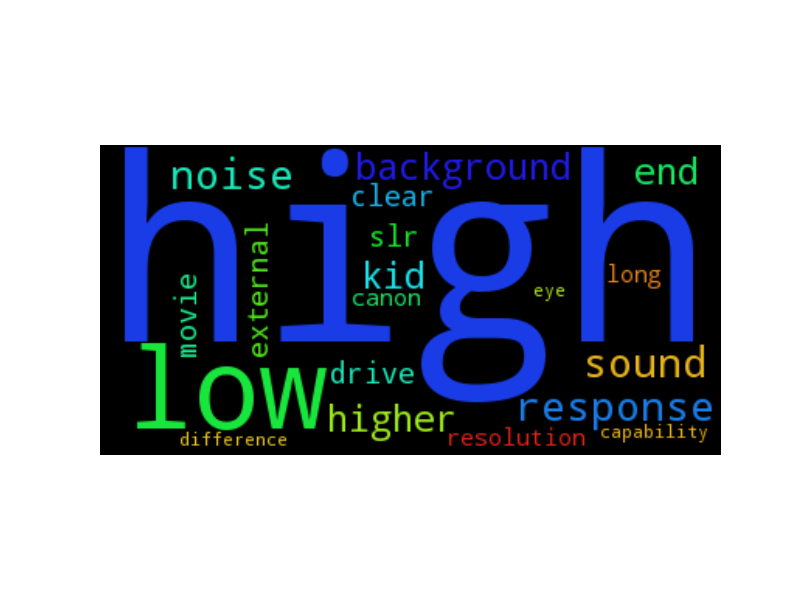 high
noise
background
end
clear
slr
external
kid
long
movie
canon
eye
low
drive
sound
higher
response
difference
resolution
capability